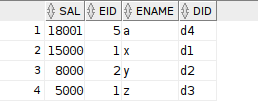 SAL EID ENAME DID
1 18001 5 a d4
2 15000 1 x d1
3 8000 2 y d2
4 5000 1 z d3